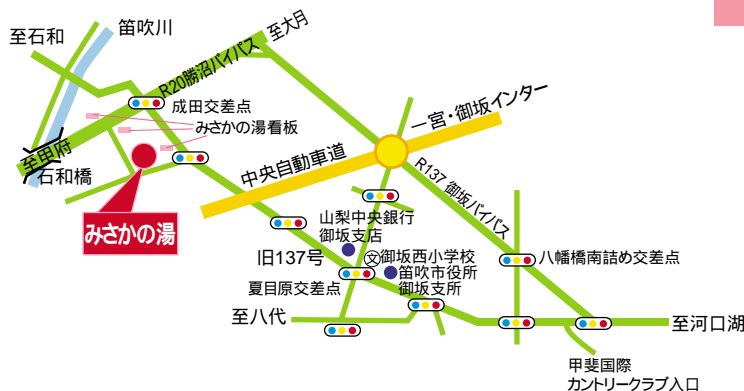 至石和
笛吹川
R20勝沼バイパス
至大月
成田交差点
みさかの湯看板
至甲府
石和橋
みさかの湯
中央自動車道
一宮・御坂インター
R137 御坂バイパス
山梨中央銀行
御坂支店
旧137号
文
御坂西小学校
笛吹市役所
御坂支所
夏目原交差点
八幡橋南詰め交差点
至八代
至河口湖
甲斐国際
カントリークラブ入口